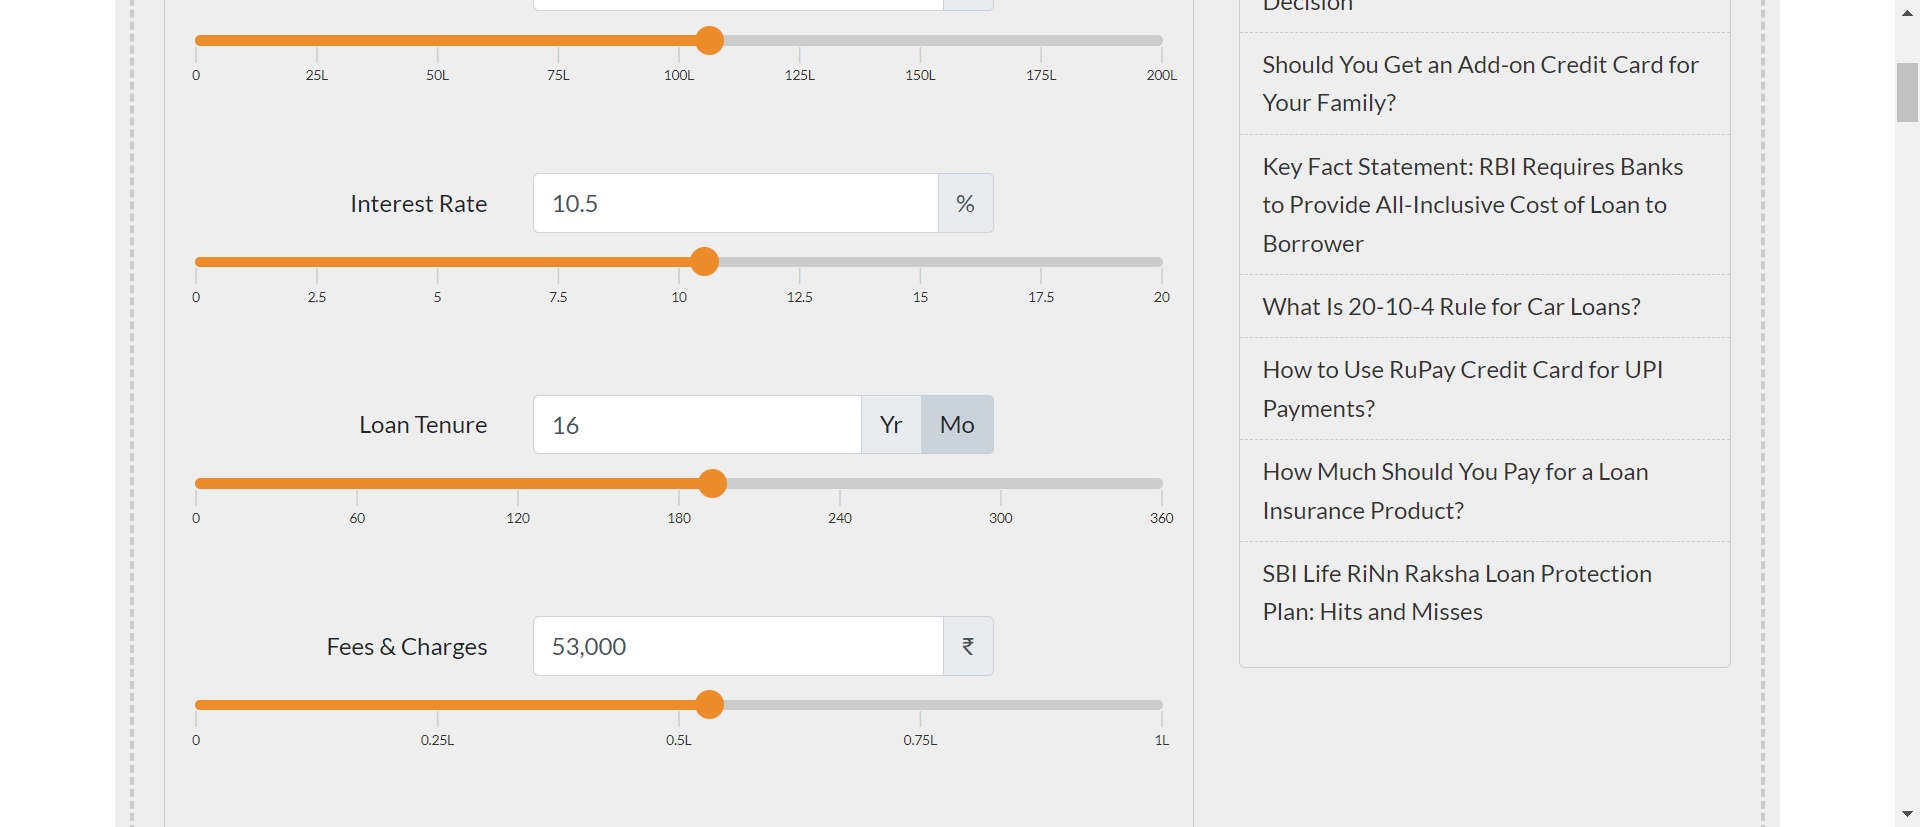 0 25L 50L 75L 100L 125L 150L 175L 200L
Interest Rate 10.5 %
0 2.5 5 7.5 10 12.5 15 17.5 20
Loan Tenure 16 Yr Mo
0 60 120 180 240 300 360
Fees & Charges 53,000 ₹
0 0.25L 0.5L 0.75L 1L
Decision
Should You Get an Add-on Credit Card for
Your Family?
Key Fact Statement: RBI Requires Banks
to Provide All-Inclusive Cost of Loan to
Borrower
What Is 20-10-4 Rule for Car Loans?
How to Use RuPay Credit Card for UPI
Payments?
How Much Should You Pay for a Loan
Insurance Product?
SBI Life RiNn Raksha Loan Protection
Plan: Hits and Misses